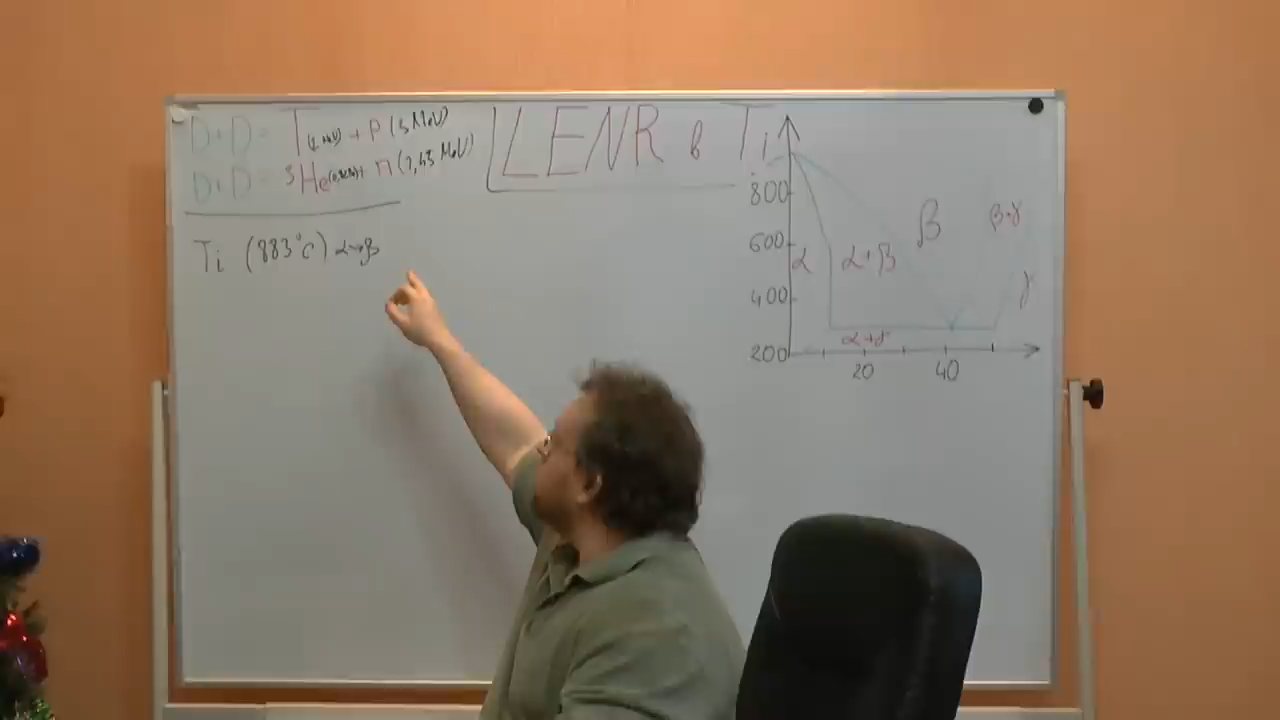 D+D = T + p (3 MeV)
D+D = ³He + n (2,45 MeV)
LENR в Ti
Ti (883°C) α→β
800
600
400
200
20
40
α
α+β
β
β+γ
γ
α+γ